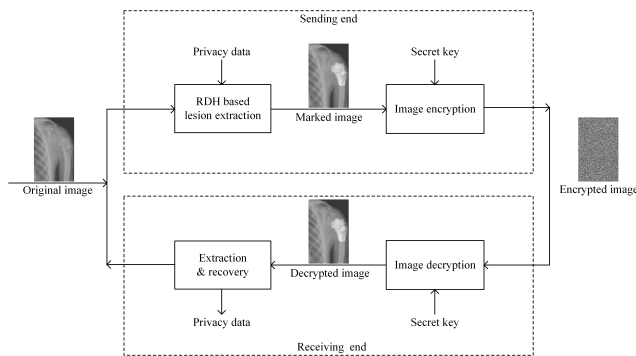 Sending end
Privacy data
Secret key
RDH based
lesion extraction
Marked image
Image encryption
Original image
Encrypted image
Extraction
& recovery
Decrypted image
Image decryption
Privacy data
Secret key
Receiving end